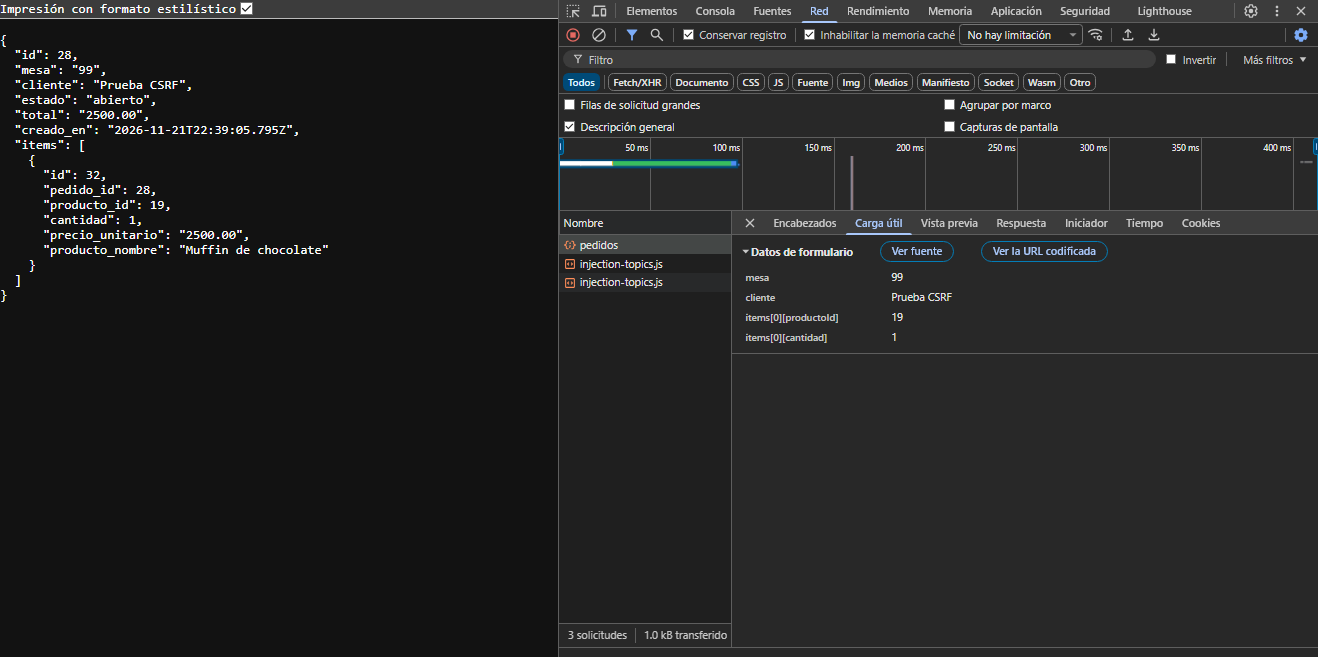 Impresión con formato estilístico
{
  "id": 28,
  "mesa": "99",
  "cliente": "Prueba CSRF",
  "estado": "abierto",
  "total": "2500.00",
  "creado_en": "2026-11-21T22:39:05.795Z",
  "items": [
    {
      "id": 32,
      "pedido_id": 28,
      "producto_id": 19,
      "cantidad": 1,
      "precio_unitario": "2500.00",
      "producto_nombre": "Muffin de chocolate"
    }
  ]
}
Elementos Consola Fuentes Red Rendimiento Memoria Aplicación Seguridad Lighthouse
Conservar registro Inhabilitar la memoria caché No hay limitación
Filtro Invertir Más filtros
Todos Fetch/XHR Documento CSS JS Fuente Img Medios Manifiesto Socket Wasm Otro
Filas de solicitud grandes Agrupar por marco
Descripción general Capturas de pantalla
50 ms 100 ms 150 ms 200 ms 250 ms 300 ms 350 ms 400 ms
Nombre
pedidos
injection-topics.js
injection-topics.js
3 solicitudes 1.0 kB transferido
Encabezados Carga útil Vista previa Respuesta Iniciador Tiempo Cookies
Datos de formulario Ver fuente Ver la URL codificada
mesa 99
cliente Prueba CSRF
items[0][productoId] 19
items[0][cantidad] 1